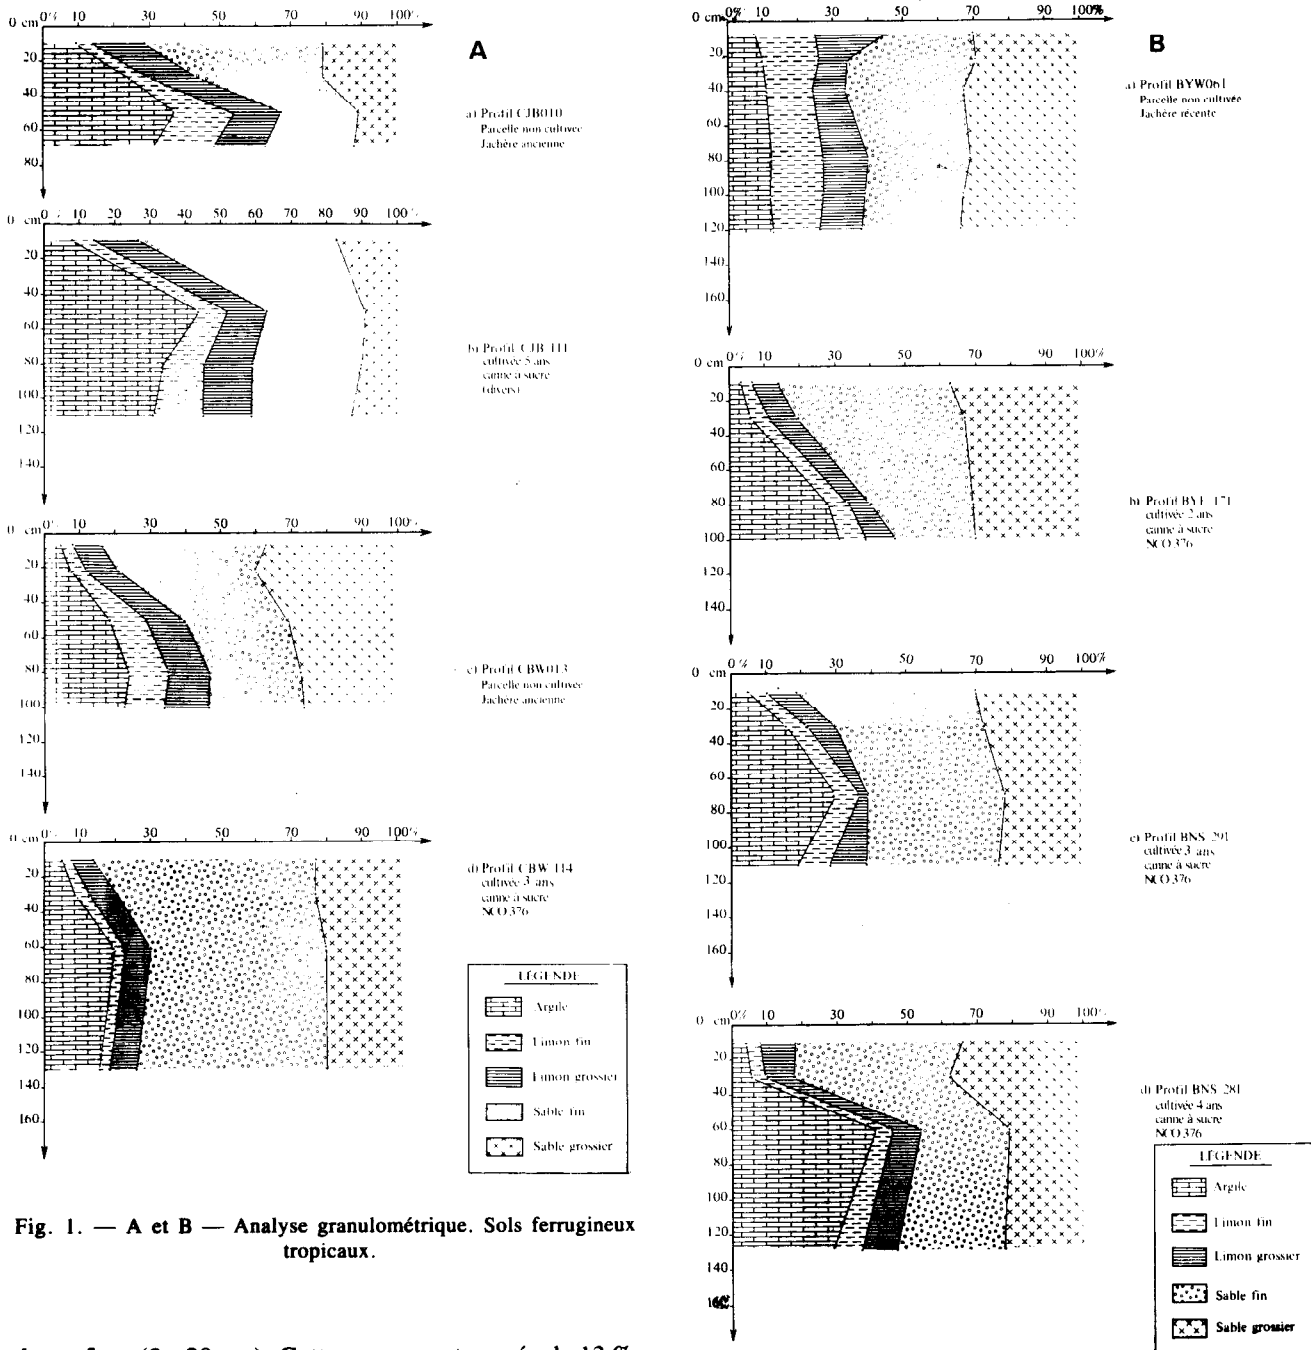 A
0 cm 0% 10 20 30 50 70 100%
20
40
60
80
a) Profil CJB010
Parcelle non cultivée
Jachère ancienne
0 cm 0% 10 20 30 40 60 70 80 100%
20
40
60
80
100
120
140
b) Profil CJB 111
cultivée 5 ans
canne à sucre
(divers)
0 cm 0% 10 30 50 70 90 100%
20
40
60
80
100
120
140
c) Profil CBW013
Parcelle non cultivée
Jachère ancienne
0 cm 0% 10 20 30 50 70 90 100%
20
40
60
80
100
120
140
160
d) Profil CBW 114
cultivée 3 ans
canne à sucre
NCO 376
LÉGENDE
Argile
Limon fin
Limon grossier
Sable fin
Sable grossier
Fig. 1. — A et B — Analyse granulométrique. Sols ferrugineux
tropicaux.
B
0 cm 0% 10 30 50 70 100%
20
40
60
80
100
120
160
a) Profil BYW061
Parcelle non cultivée
Jachère récente
0 cm 0% 10 30 50 70 90 100%
20
40
60
80
100
120
140
b) Profil BYF 171
cultivée 2 ans
canne à sucre
NCO 376
0 cm 0% 10 30 50 70 90 100%
20
40
60
80
100
120
140
160
c) Profil BNS 291
cultivée 3 ans
canne à sucre
NCO 376
0 cm 0% 10 30 50 70 90 100%
20
40
60
80
100
120
140
160
d) Profil BNS 281
cultivée 4 ans
canne à sucre
NCO 376
LÉGENDE
Argile
Limon fin
Limon grossier
Sable fin
Sable grossier